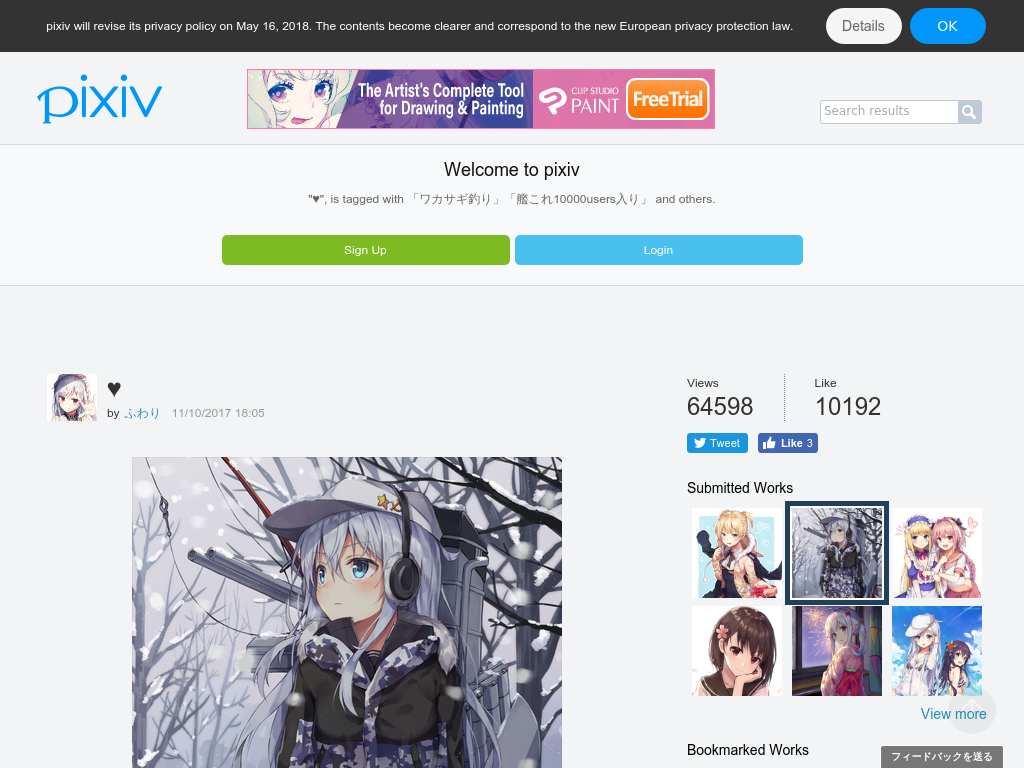 pixiv will revise its privacy policy on May 16, 2018. The contents become clearer and correspond to the new European privacy protection law.
Details
OK
pixiv
The Artist's Complete Tool
for Drawing & Painting
CLIP STUDIO
PAINT
Free Trial
Search results
Welcome to pixiv
"♥", is tagged with 「ワカサギ釣り」「艦これ10000users入り」 and others.
Sign Up
Login
♥
by ふわり 11/10/2017 18:05
Views
64598
Like
10192
Tweet
Like 3
Submitted Works
View more
Bookmarked Works
フィードバックを送る